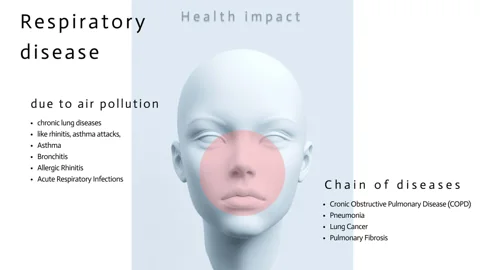 Respiratory
disease
Health impact
due to air pollution
• chronic lung diseases
• like rhinitis, asthma attacks,
• Asthma
• Bronchitis
• Allergic Rhinitis
• Acute Respiratory Infections
Chain of diseases
• Cronic Obstructive Pulmonary Disease (COPD)
• Pneumonia
• Lung Cancer
• Pulmonary Fibrosis